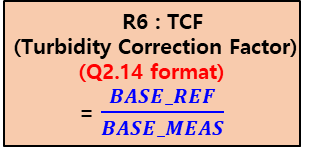 R6 : TCF
(Turbidity Correction Factor)
(Q2.14 format)
= BASE_REF / BASE_MEAS